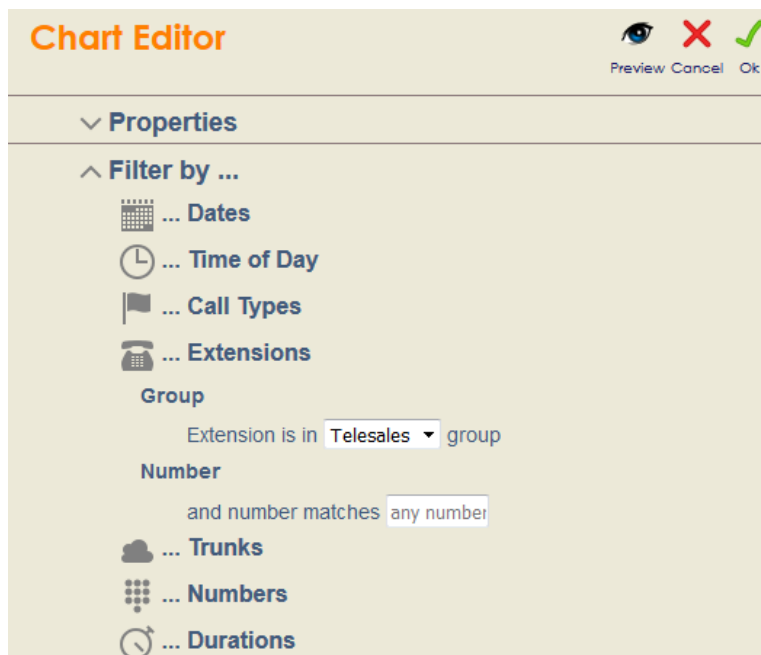 Chart Editor
Preview Cancel Ok
Properties
Filter by ...
... Dates
... Time of Day
... Call Types
... Extensions
Group
Extension is in Telesales group
Number
and number matches any number
... Trunks
... Numbers
... Durations